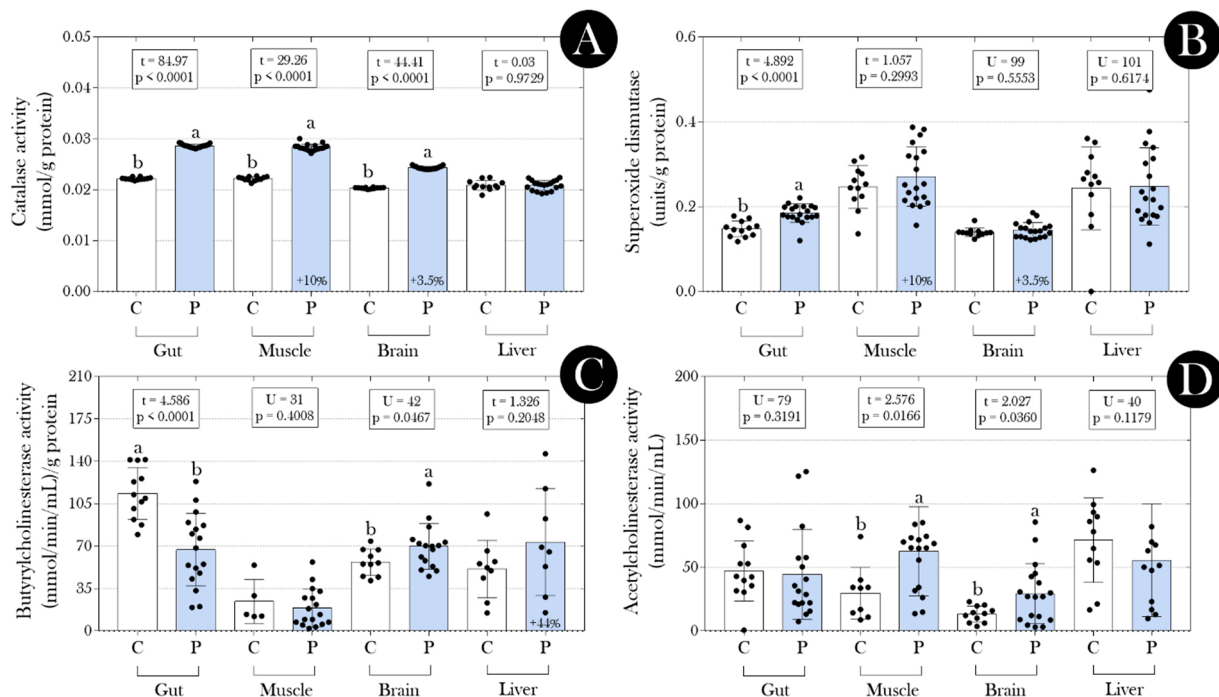 A
Catalase activity
(mmol/g protein)
0.05
0.04
0.03
0.02
0.01
0.00
t = 84.97
p < 0.0001
t = 29.26
p < 0.0001
t = 44.41
p < 0.0001
t = 0.03
p = 0.9729
b
a
b
a
b
a
+10%
+3.5%
C
P
C
P
C
P
C
P
Gut
Muscle
Brain
Liver
B
Superoxide dismutase
(units/g protein)
0.6
0.4
0.2
0.0
t = 4.892
p < 0.0001
t = 1.057
p = 0.2993
U = 99
p = 0.5553
U = 101
p = 0.6174
b
a
+10%
+3.5%
C
P
C
P
C
P
C
P
Gut
Muscle
Brain
Liver
C
Butyrylcholinesterase activity
(mmol/min/mL)/g protein
210
175
140
105
70
35
0
t = 4.586
p < 0.0001
U = 31
p = 0.4008
U = 42
p = 0.0467
t = 1.326
p = 0.2048
a
b
b
a
+44%
C
P
C
P
C
P
C
P
Gut
Muscle
Brain
Liver
D
Acetylcholinesterase activity
(mmol/min/mL)
200
150
100
50
0
U = 79
p = 0.3191
t = 2.576
p = 0.0166
t = 2.027
p = 0.0360
U = 40
p = 0.1179
b
a
b
a
C
P
C
P
C
P
C
P
Gut
Muscle
Brain
Liver